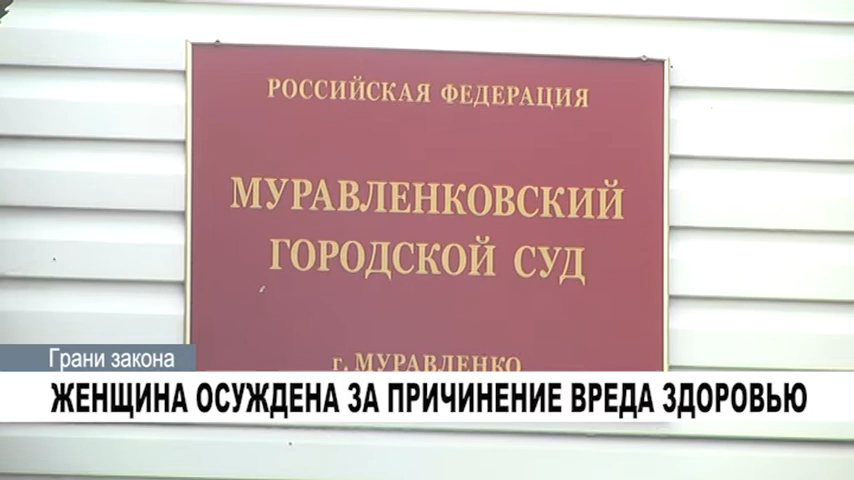 РОССИЙСКАЯ ФЕДЕРАЦИЯ
МУРАВЛЕНКОВСКИЙ
ГОРОДСКОЙ СУД
г. МУРАВЛЕНКО
Грани закона
ЖЕНЩИНА ОСУЖДЕНА ЗА ПРИЧИНЕНИЕ ВРЕДА ЗДОРОВЬЮ